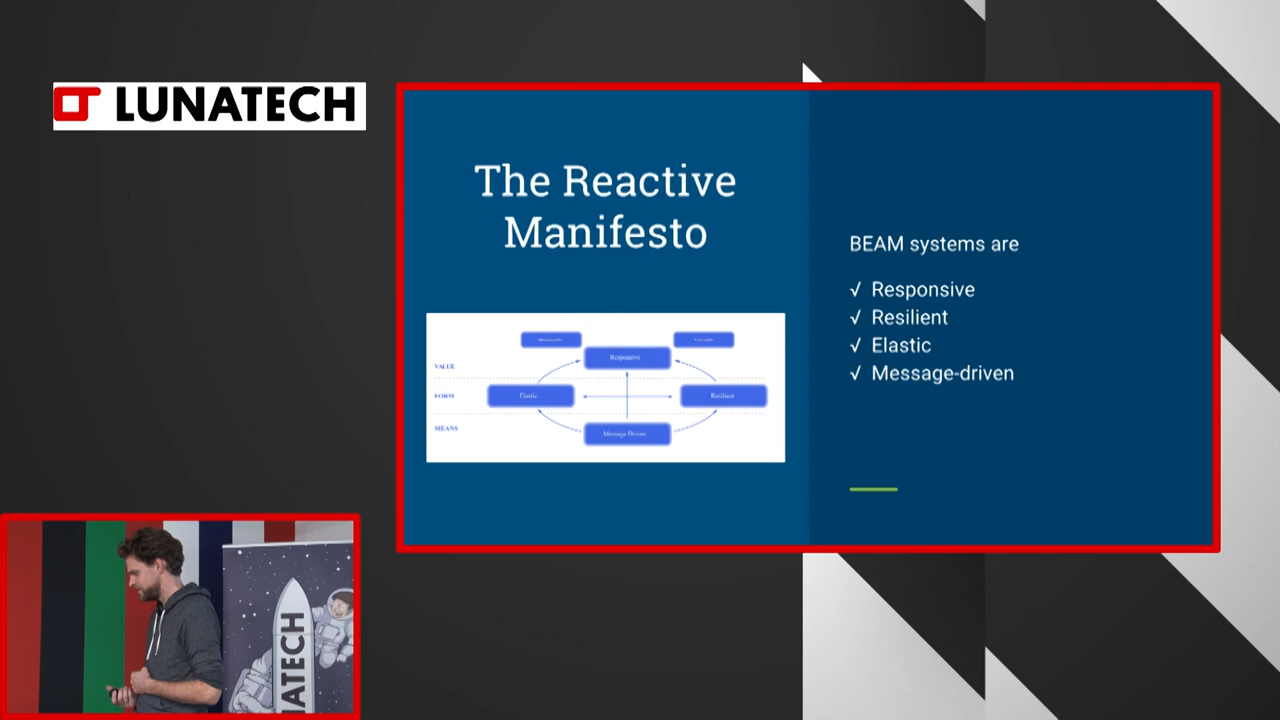 LUNATECH
The Reactive
Manifesto
Responsive
VALUE
FORM
Elastic
Resilient
MEANS
Message Driven
BEAM systems are
√ Responsive
√ Resilient
√ Elastic
√ Message-driven
NATECH